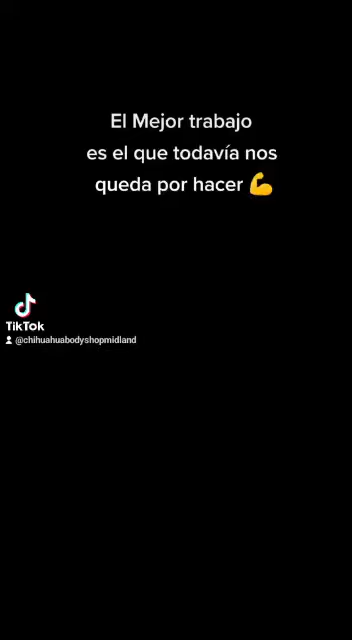 El Mejor trabajo
es el que todavía nos
queda por hacer 💪
TikTok
@chihuahuabodyshopmidland